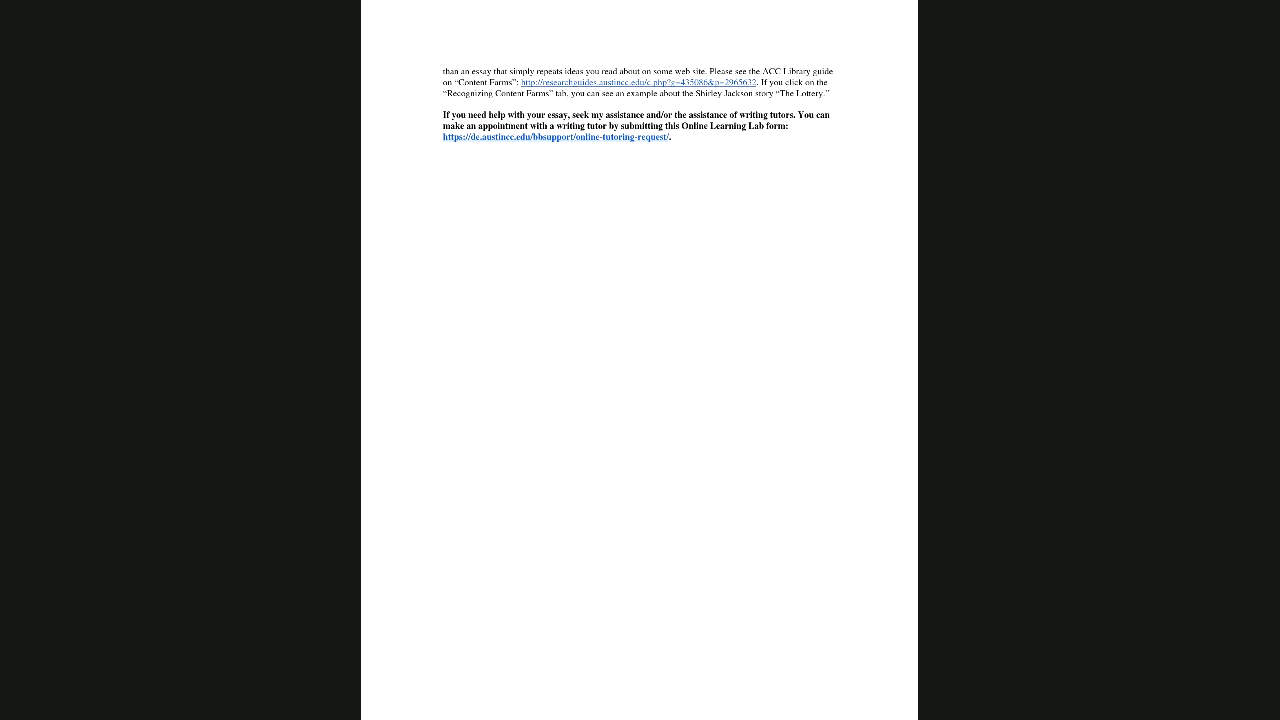 than an essay that simply repeats ideas you read about on some web site. Please see the ACC Library guide
on “Content Farms”: http://researchguides.austincc.edu/c.php?g=435086&p=2965632. If you click on the
“Recognizing Content Farms” tab, you can see an example about the Shirley Jackson story “The Lottery.”
If you need help with your essay, seek my assistance and/or the assistance of writing tutors. You can
make an appointment with a writing tutor by submitting this Online Learning Lab form:
https://de.austincc.edu/bbsupport/online-tutoring-request/.